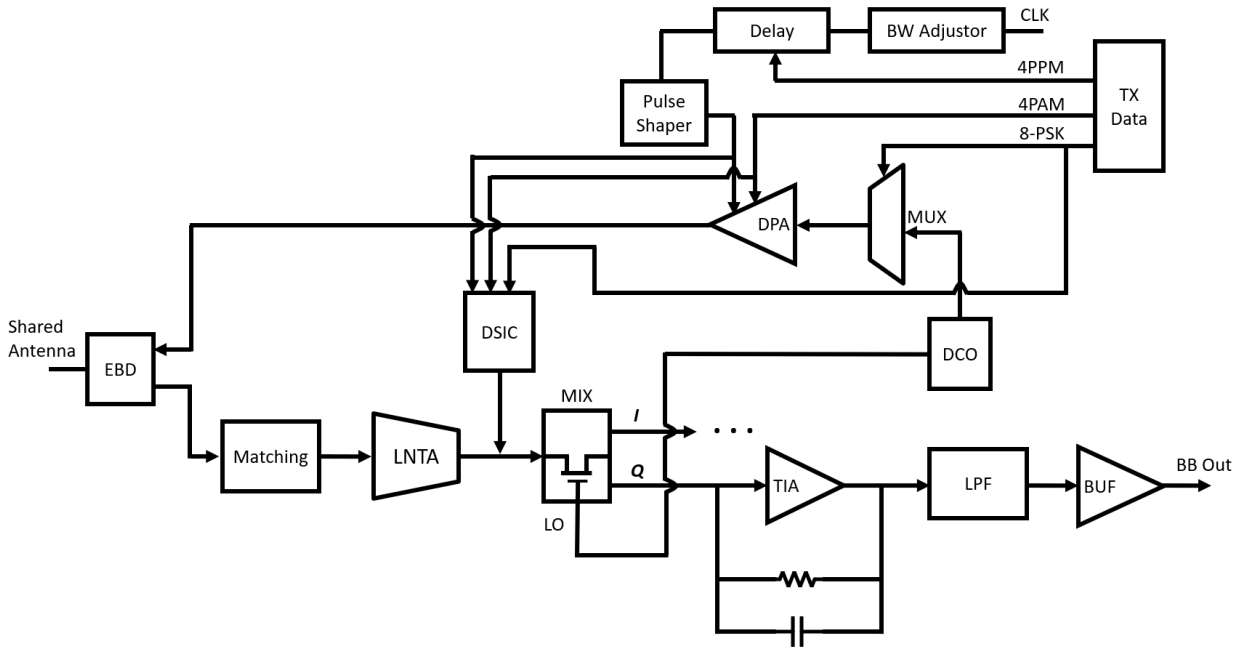 CLK
Delay
BW Adjustor
4PPM
Pulse
Shaper
4PAM
TX
Data
8-PSK
DPA
MUX
Shared
Antenna
EBD
DSIC
DCO
MIX
I
. . .
Matching
LNTA
Q
TIA
LPF
BUF
BB Out
LO